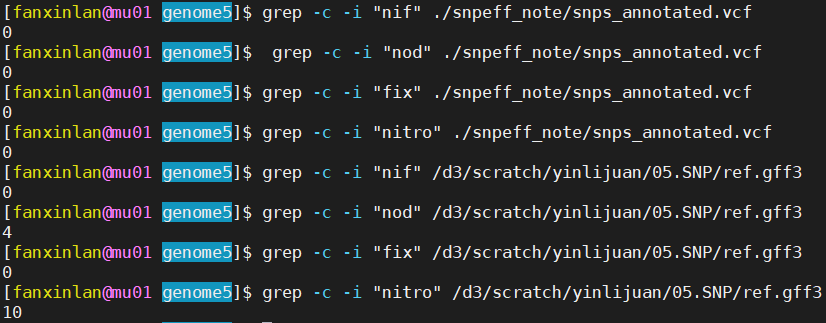 [fanxinlan@mu01 genome5]$ grep -c -i "nif" ./snpeff_note/snps_annotated.vcf
0
[fanxinlan@mu01 genome5]$  grep -c -i "nod" ./snpeff_note/snps_annotated.vcf
0
[fanxinlan@mu01 genome5]$ grep -c -i "fix" ./snpeff_note/snps_annotated.vcf
0
[fanxinlan@mu01 genome5]$ grep -c -i "nitro" ./snpeff_note/snps_annotated.vcf
0
[fanxinlan@mu01 genome5]$ grep -c -i "nif" /d3/scratch/yinlijuan/05.SNP/ref.gff3
0
[fanxinlan@mu01 genome5]$ grep -c -i "nod" /d3/scratch/yinlijuan/05.SNP/ref.gff3
4
[fanxinlan@mu01 genome5]$ grep -c -i "fix" /d3/scratch/yinlijuan/05.SNP/ref.gff3
0
[fanxinlan@mu01 genome5]$ grep -c -i "nitro" /d3/scratch/yinlijuan/05.SNP/ref.gff3
10